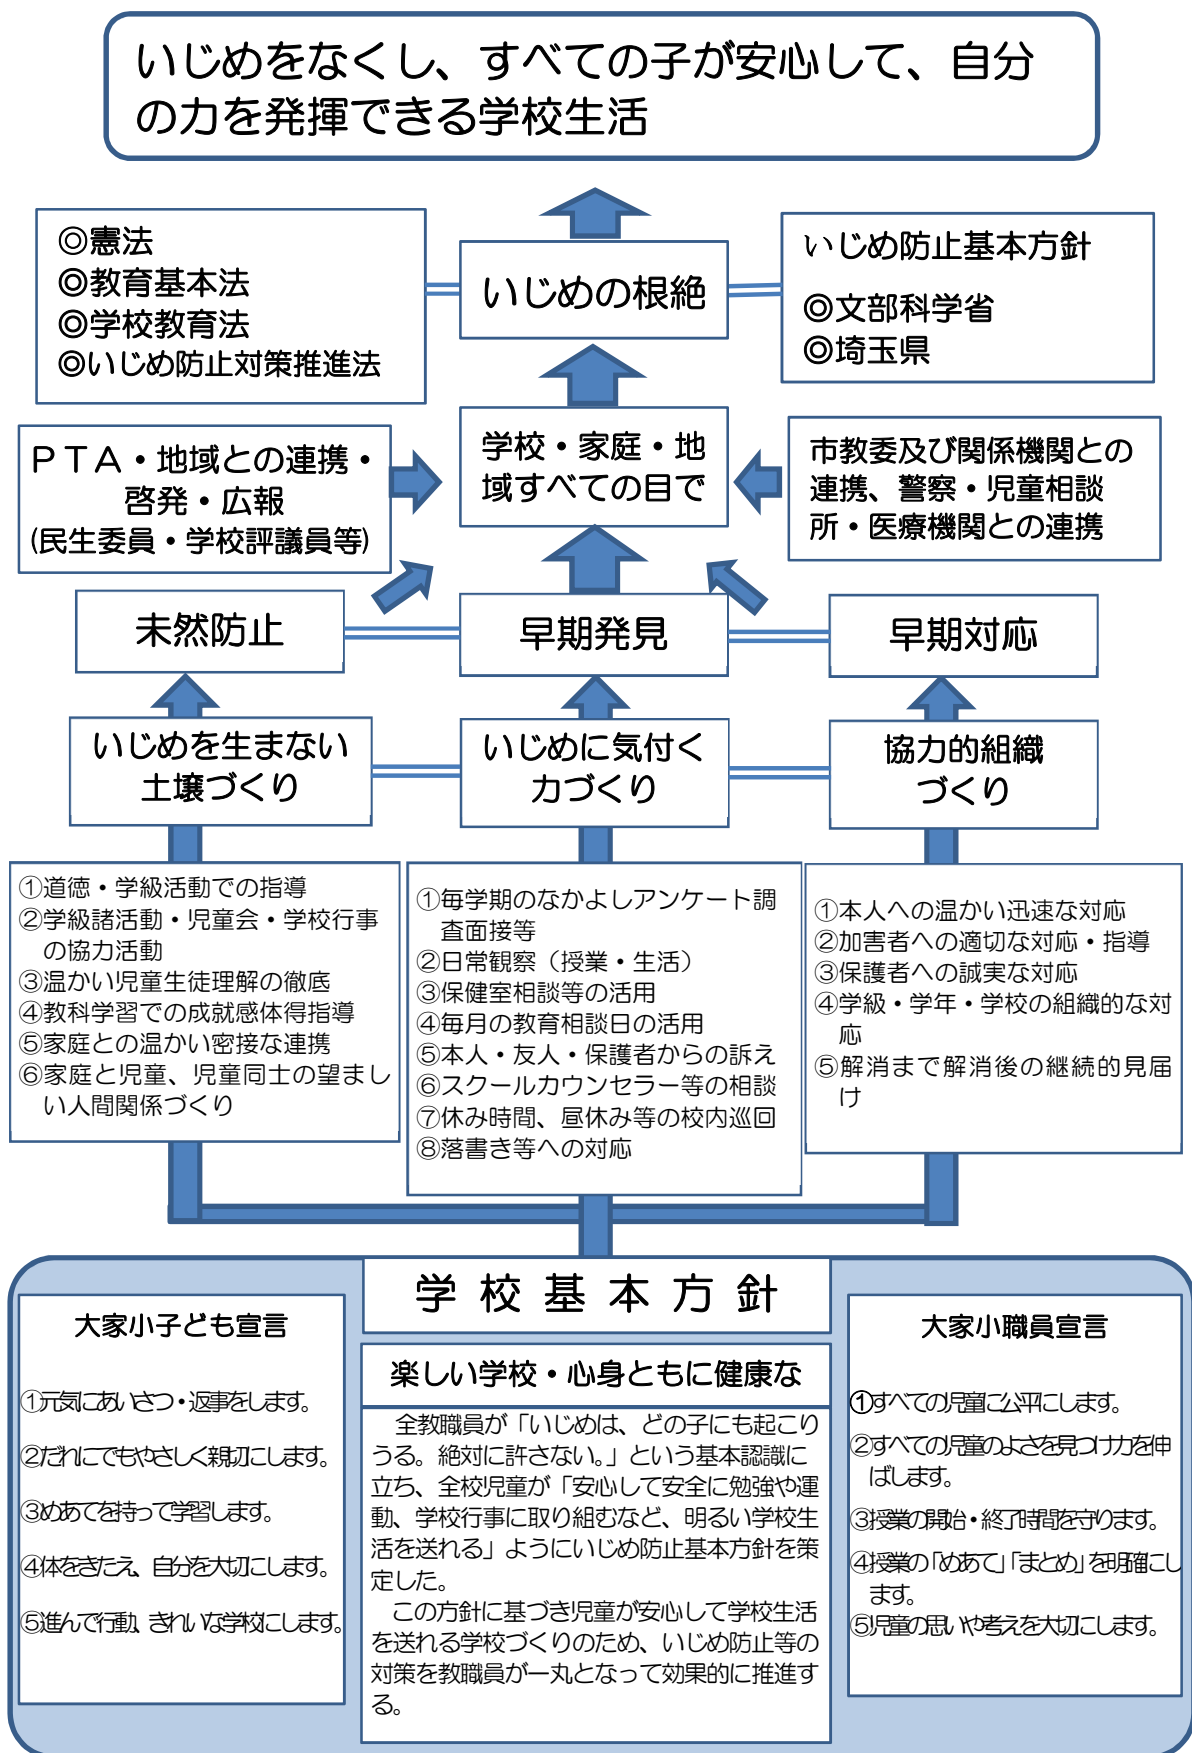 いじめをなくし、すべての子が安心して、自分
の力を発揮できる学校生活
◎憲法
◎教育基本法
◎学校教育法
◎いじめ防止対策推進法
いじめの根絶
いじめ防止基本方針
◎文部科学省
◎埼玉県
ＰＴＡ・地域との連携・
啓発・広報
(民生委員・学校評議員等)
学校・家庭・地
域すべての目で
市教委及び関係機関との
連携、警察・児童相談
所・医療機関との連携
未然防止
早期発見
早期対応
いじめを生まない
土壌づくり
いじめに気付く
力づくり
協力的組織
づくり
①道徳・学級活動での指導
②学級諸活動・児童会・学校行事
の協力活動
③温かい児童生徒理解の徹底
④教科学習での成就感体得指導
⑤家庭との温かい密接な連携
⑥家庭と児童、児童同士の望まし
い人間関係づくり
①毎学期のなかよしアンケート調
査面接等
②日常観察（授業・生活）
③保健室相談等の活用
④毎月の教育相談日の活用
⑤本人・友人・保護者からの訴え
⑥スクールカウンセラー等の相談
⑦休み時間、昼休み等の校内巡回
⑧落書き等への対応
①本人への温かい迅速な対応
②加害者への適切な対応・指導
③保護者への誠実な対応
④学級・学年・学校の組織的な対
応
⑤解消まで解消後の継続的見届
け
学校基本方針
大家小子ども宣言
①元気にあいさつ・返事をします。
②だれにでもやさしく親切にします。
③めあてを持って学習します。
④体をきたえ、自分を大切にします。
⑤進んで行動、きれいな学校にします。
楽しい学校・心身ともに健康な
全教職員が「いじめは、どの子にも起こり
うる。絶対に許さない。」という基本認識に
立ち、全校児童が「安心して安全に勉強や運
動、学校行事に取り組むなど、明るい学校生
活を送れる」ようにいじめ防止基本方針を策
定した。
この方針に基づき児童が安心して学校生活
を送れる学校づくりのため、いじめ防止等の
対策を教職員が一丸となって効果的に推進す
る。
大家小職員宣言
①すべての児童に公平にします。
②すべての児童のよさを見つけ力を伸
ばします。
③授業の開始・終了時間を守ります。
④授業の「めあて」「まとめ」を明確にし
ます。
⑤児童の思いや考えを大切にします。